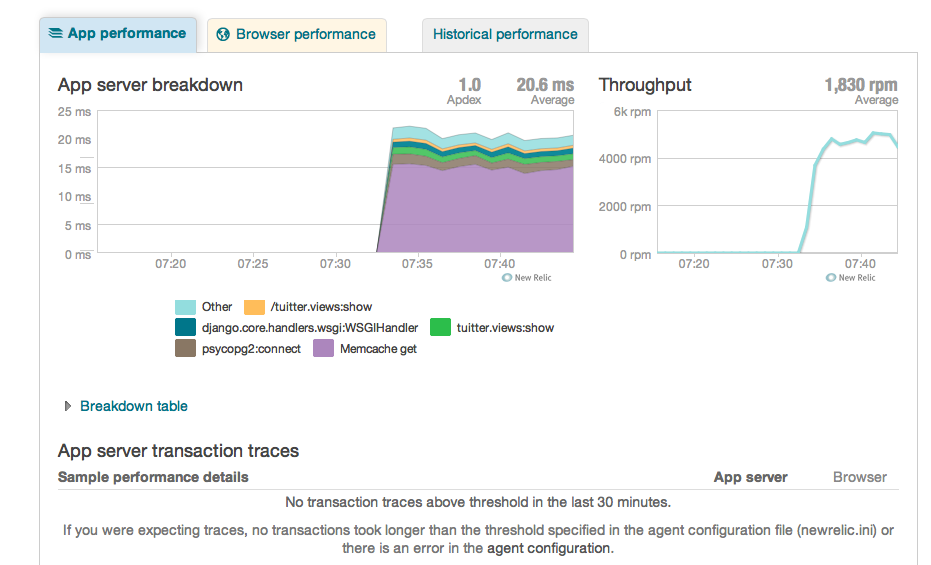 App performance
Browser performance
Historical performance
App server breakdown
1.0
Apdex
20.6 ms
Average
25 ms
20 ms
15 ms
10 ms
5 ms
0 ms
07:20
07:25
07:30
07:35
07:40
New Relic
Other
/tuitter.views:show
django.core.handlers.wsgi:WSGIHandler
tuitter.views:show
psycopg2:connect
Memcache get
Throughput
1,830 rpm
Average
6k rpm
4000 rpm
2000 rpm
0 rpm
07:20
07:30
07:40
New Relic
Breakdown table
App server transaction traces
Sample performance details
App server
Browser
No transaction traces above threshold in the last 30 minutes.
If you were expecting traces, no transactions took longer than the threshold specified in the agent configuration file (newrelic.ini) or
there is an error in the agent configuration.